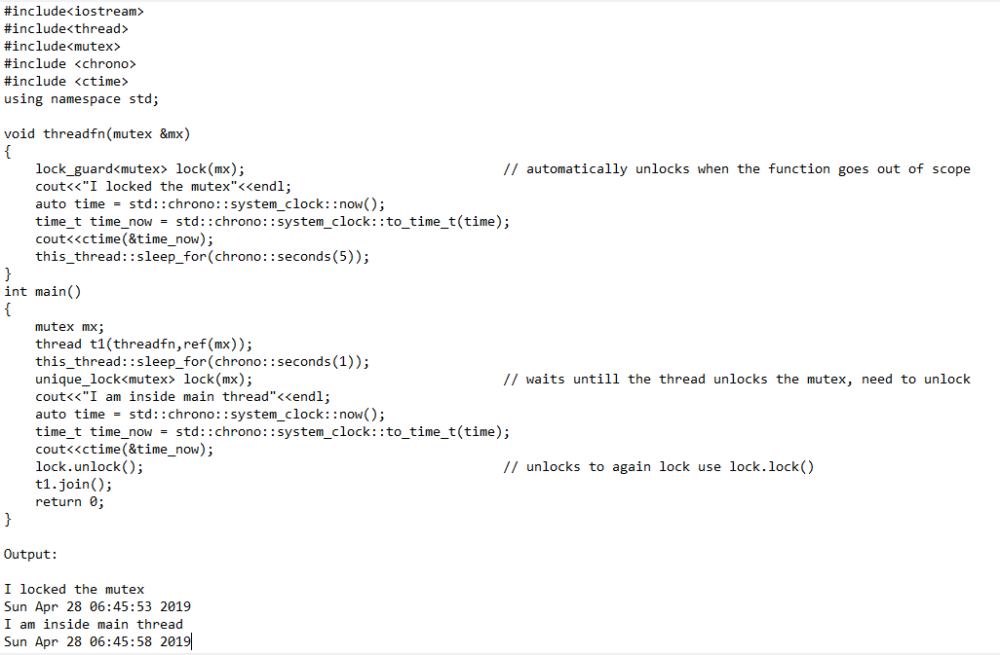 #include<iostream>
#include<thread>
#include<mutex>
#include <chrono>
#include <ctime>
using namespace std;

void threadfn(mutex &mx)
{
    lock_guard<mutex> lock(mx);                                 // automatically unlocks when the function goes out of scope
    cout<<"I locked the mutex"<<endl;
    auto time = std::chrono::system_clock::now();
    time_t time_now = std::chrono::system_clock::to_time_t(time);
    cout<<ctime(&time_now);
    this_thread::sleep_for(chrono::seconds(5));
}
int main()
{
    mutex mx;
    thread t1(threadfn,ref(mx));
    this_thread::sleep_for(chrono::seconds(1));
    unique_lock<mutex> lock(mx);                                // waits untill the thread unlocks the mutex, need to unlock
    cout<<"I am inside main thread"<<endl;
    auto time = std::chrono::system_clock::now();
    time_t time_now = std::chrono::system_clock::to_time_t(time);
    cout<<ctime(&time_now);
    lock.unlock();                                              // unlocks to again lock use lock.lock()
    t1.join();
    return 0;
}

Output:

I locked the mutex
Sun Apr 28 06:45:53 2019
I am inside main thread
Sun Apr 28 06:45:58 2019